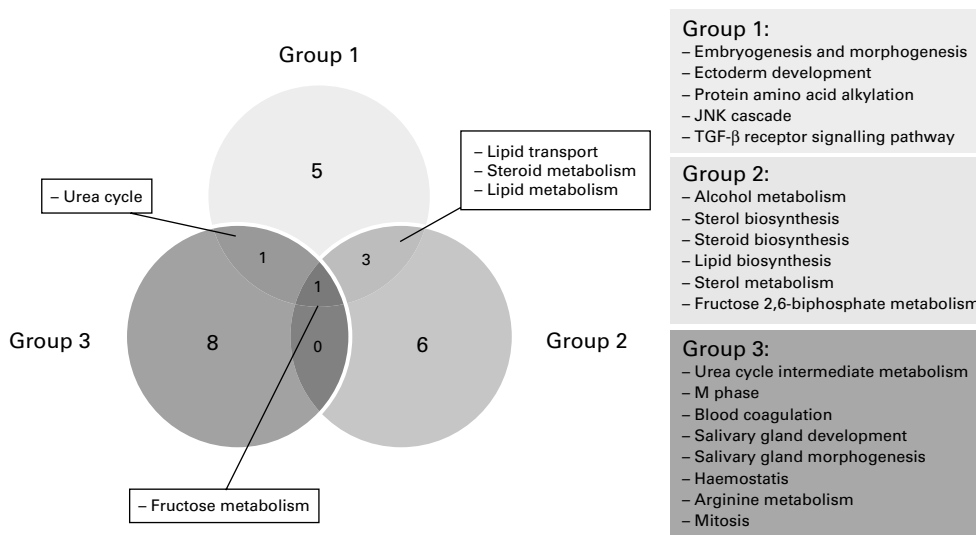 Group 1
5
– Lipid transport
– Steroid metabolism
– Lipid metabolism
– Urea cycle
1
3
1
Group 3
8
0
6
Group 2
– Fructose metabolism
Group 1:
– Embryogenesis and morphogenesis
– Ectoderm development
– Protein amino acid alkylation
– JNK cascade
– TGF-β receptor signalling pathway
Group 2:
– Alcohol metabolism
– Sterol biosynthesis
– Steroid biosynthesis
– Lipid biosynthesis
– Sterol metabolism
– Fructose 2,6-biphosphate metabolism
Group 3:
– Urea cycle intermediate metabolism
– M phase
– Blood coagulation
– Salivary gland development
– Salivary gland morphogenesis
– Haemostatis
– Arginine metabolism
– Mitosis